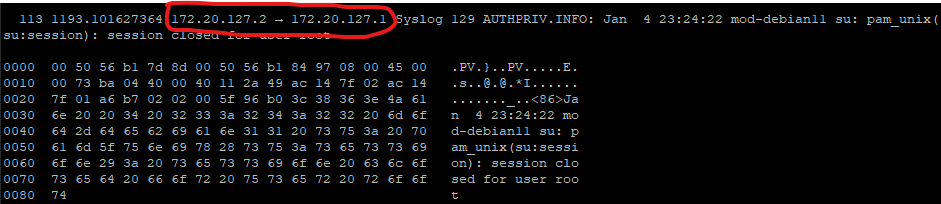 113 1193.101627364 172.20.127.2 → 172.20.127.1 Syslog 129 AUTHPRIV.INFO: Jan  4 23:24:22 mod-debian11 su: pam_unix(
su:session): session closed for user root
0000  00 50 56 b1 7d 8d 00 50 56 b1 84 97 08 00 45 00   .PV.}..PV.....E.
0010  00 73 ba 04 40 00 40 11 2a 49 ac 14 7f 02 ac 14   .s..@.@.*I......
0020  7f 01 a6 b7 02 02 00 5f 96 b0 3c 38 36 3e 4a 61   ......._..<86>Ja
0030  6e 20 20 34 20 32 33 3a 32 34 3a 32 32 20 6d 6f   n  4 23:24:22 mo
0040  64 2d 64 65 62 69 61 6e 31 31 20 73 75 3a 20 70   d-debian11 su: p
0050  61 6d 5f 75 6e 69 78 28 73 75 3a 73 65 73 73 69   am_unix(su:sessi
0060  6f 6e 29 3a 20 73 65 73 73 69 6f 6e 20 63 6c 6f   on): session clo
0070  73 65 64 20 66 6f 72 20 75 73 65 72 20 72 6f 6f   sed for user roo
0080  74                                                t